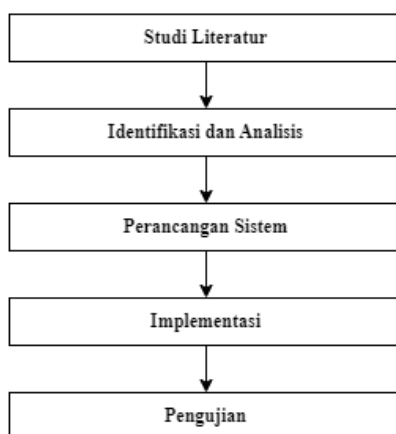 Studi Literatur
Identifikasi dan Analisis
Perancangan Sistem
Implementasi
Pengujian